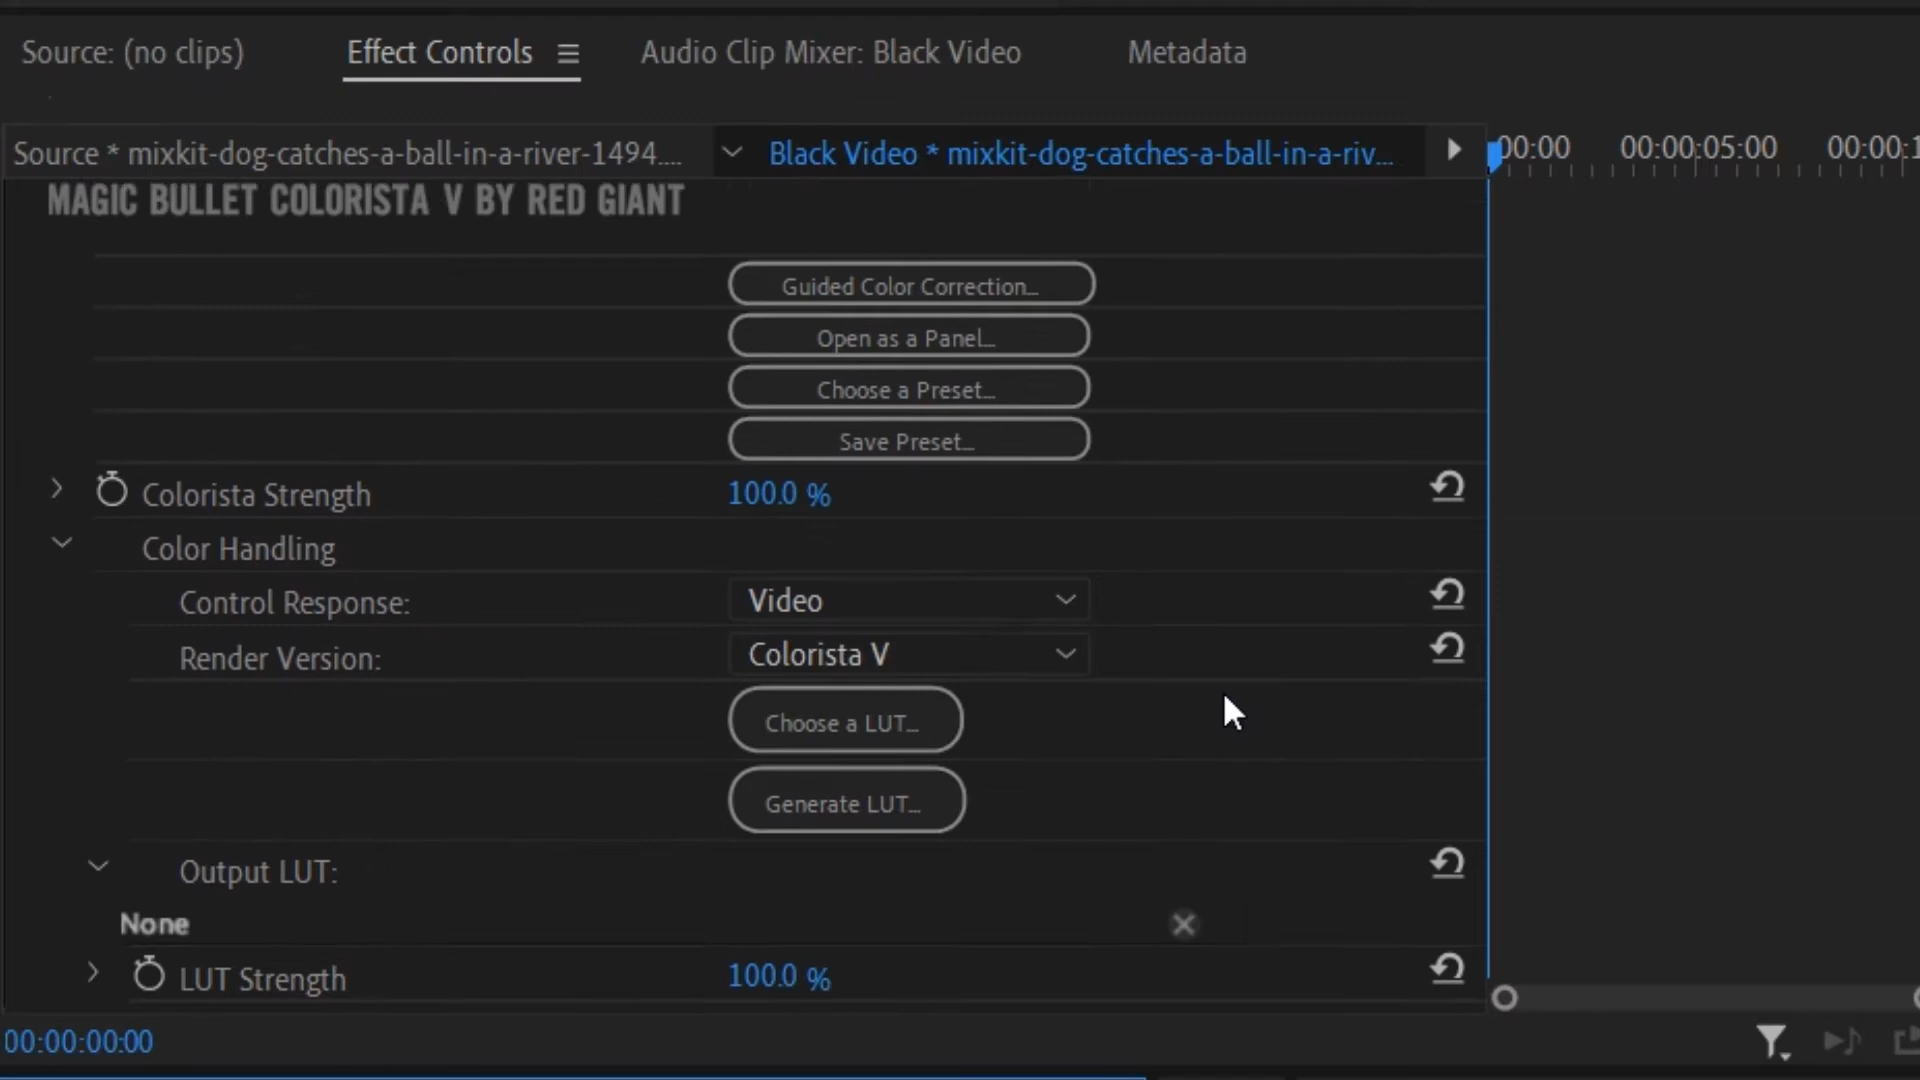 Source: (no clips)
Effect Controls
Audio Clip Mixer: Black Video
Metadata
Source * mixkit-dog-catches-a-ball-in-a-river-1494....
Black Video * mixkit-dog-catches-a-ball-in-a-riv...
00:00
00:00:05:00
00:00:1
MAGIC BULLET COLORISTA V BY RED GIANT
Guided Color Correction...
Open as a Panel...
Choose a Preset...
Save Preset...
Colorista Strength
100.0 %
Color Handling
Control Response:
Video
Render Version:
Colorista V
Choose a LUT...
Generate LUT...
Output LUT:
None
LUT Strength
100.0 %
00:00:00:00